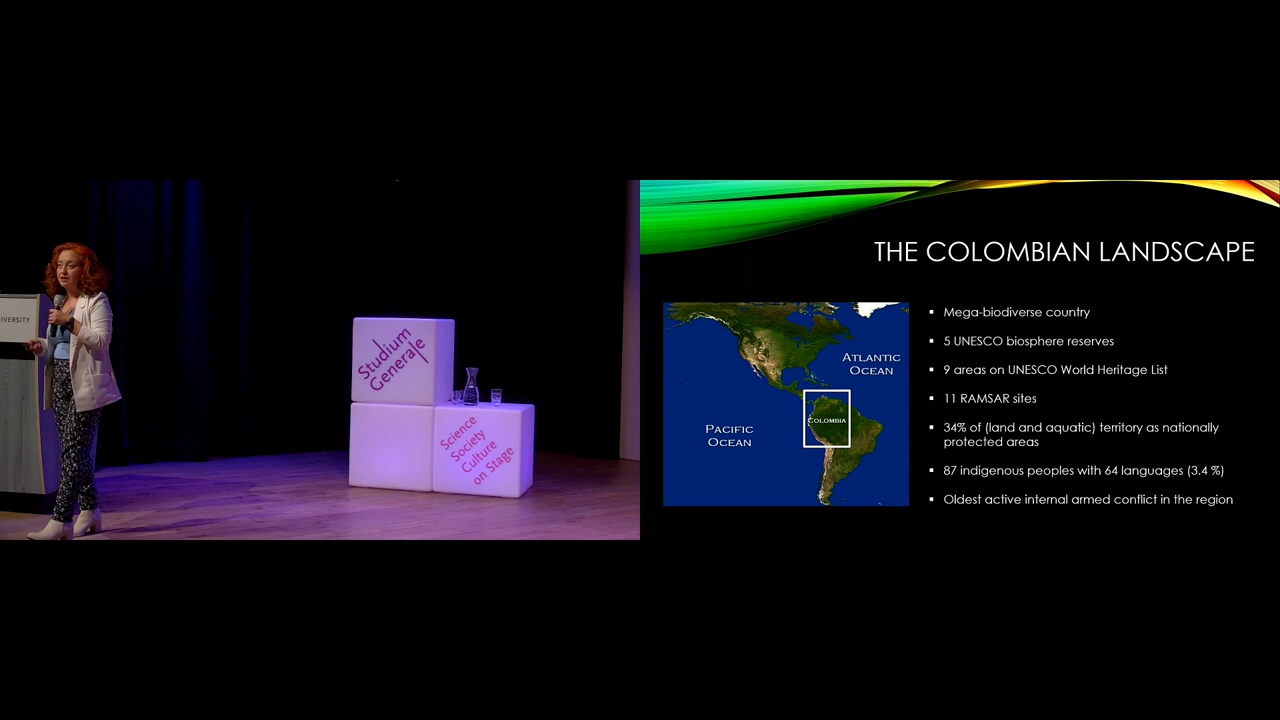 IVERSITY
Studium
Generale
Science
Society
Culture
on Stage
THE COLOMBIAN LANDSCAPE
ATLANTIC
OCEAN
COLOMBIA
PACIFIC
OCEAN
▪ Mega-biodiverse country
▪ 5 UNESCO biosphere reserves
▪ 9 areas on UNESCO World Heritage List
▪ 11 RAMSAR sites
▪ 34% of (land and aquatic) territory as nationally
protected areas
▪ 87 indigenous peoples with 64 languages (3.4 %)
▪ Oldest active internal armed conflict in the region